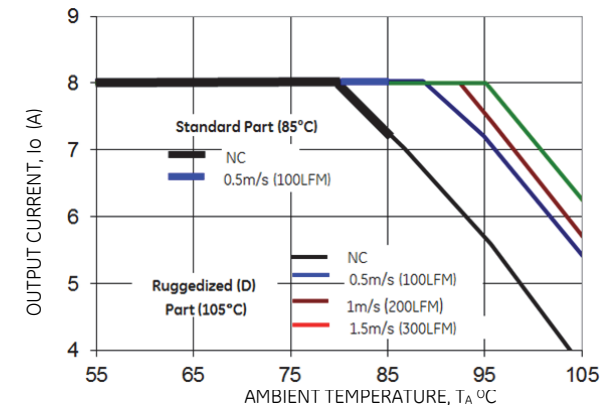 OUTPUT CURRENT, Io (A)
9
8
7
6
5
4
Standard Part (85°C)
NC
0.5m/s (100LFM)
Ruggedized (D)
Part (105°C)
NC
0.5m/s (100LFM)
1m/s (200LFM)
1.5m/s (300LFM)
55 65 75 85 95 105
AMBIENT TEMPERATURE, TA OC